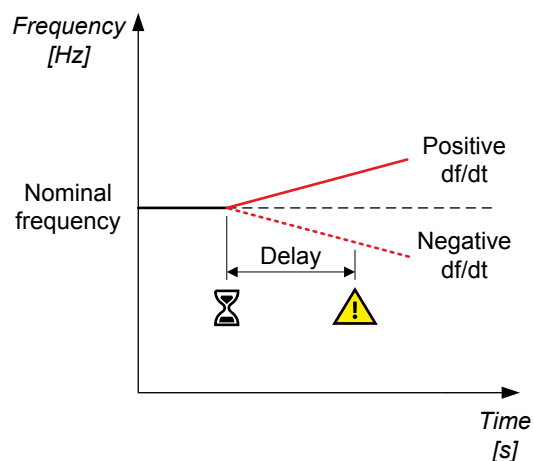 Frequency
[Hz]
Positive
df/dt
Nominal
frequency
Negative
df/dt
Delay
!
Time
[s]